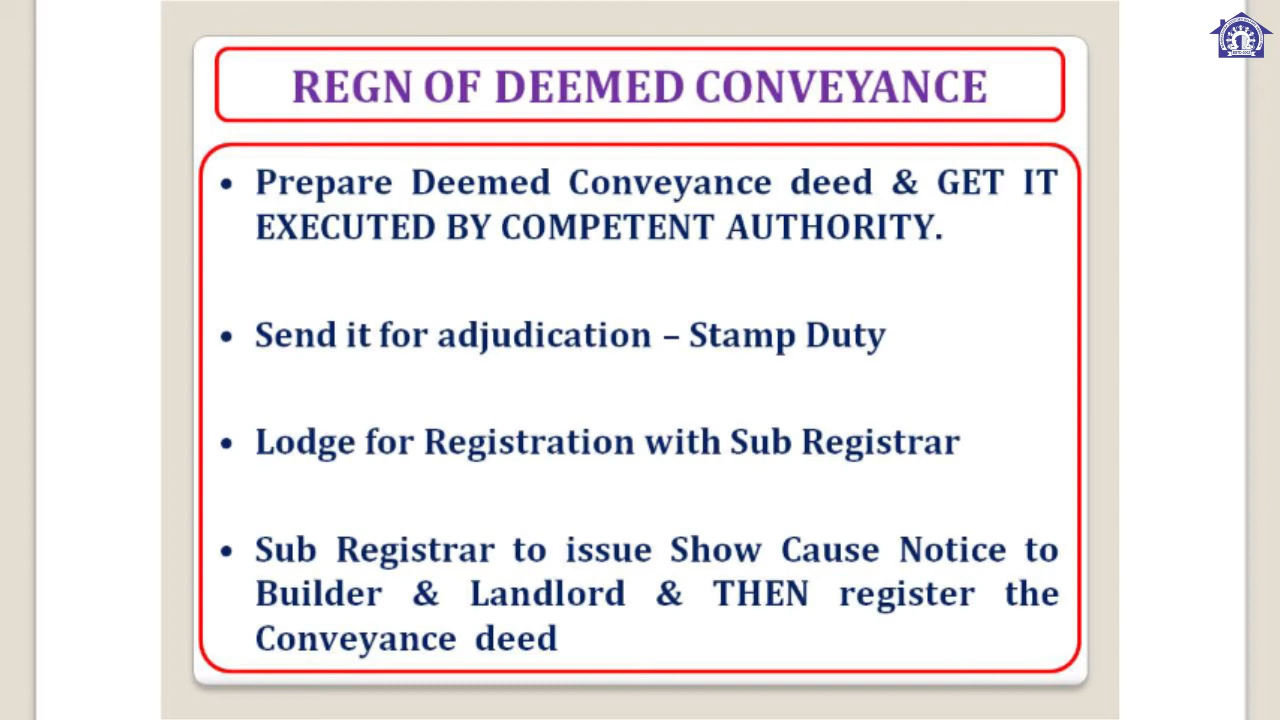 REGN OF DEEMED CONVEYANCE
• Prepare Deemed Conveyance deed & GET IT
EXECUTED BY COMPETENT AUTHORITY.
• Send it for adjudication – Stamp Duty
• Lodge for Registration with Sub Registrar
• Sub Registrar to issue Show Cause Notice to
Builder & Landlord & THEN register the
Conveyance deed